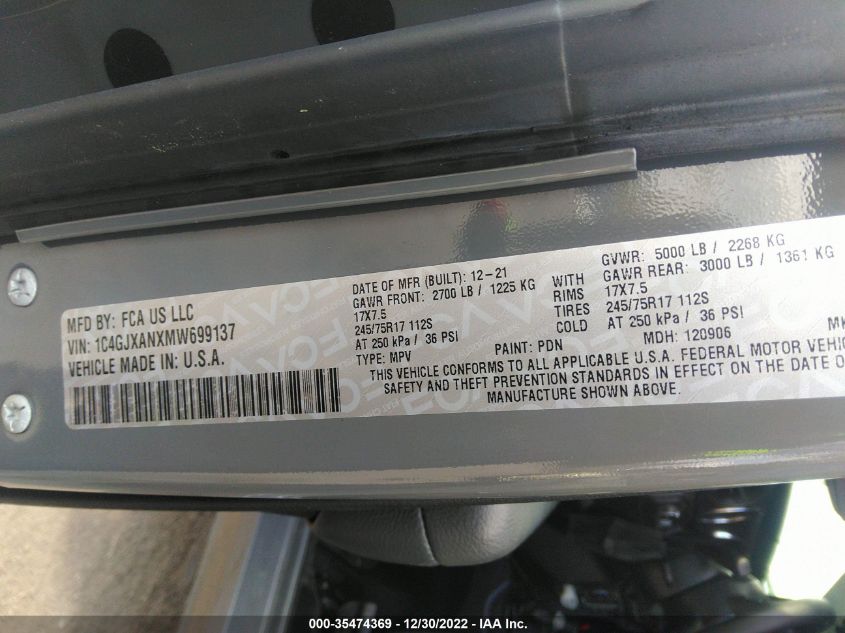 MFD BY: FCA US LLC
VIN: 1C4GJXANXMW699137
VEHICLE MADE IN: U.S.A.
DATE OF MFR (BUILT): 12-21
GAWR FRONT: 2700 LB / 1225 KG
17X7.5
245/75R17 112S
AT 250 kPa / 36 PSI
TYPE: MPV
WITH
RIMS
TIRES
COLD
PAINT: PDN
GVWR: 5000 LB / 2268 KG
GAWR REAR: 3000 LB / 1361 KG
17X7.5
245/75R17 112S
AT 250 kPa / 36 PSI
MDH: 120906
MK
THIS VEHICLE CONFORMS TO ALL APPLICABLE U.S.A. FEDERAL MOTOR VEHIC
SAFETY AND THEFT PREVENTION STANDARDS IN EFFECT ON THE DATE O
MANUFACTURE SHOWN ABOVE.
000-35474369 - 12/30/2022 - IAA Inc.